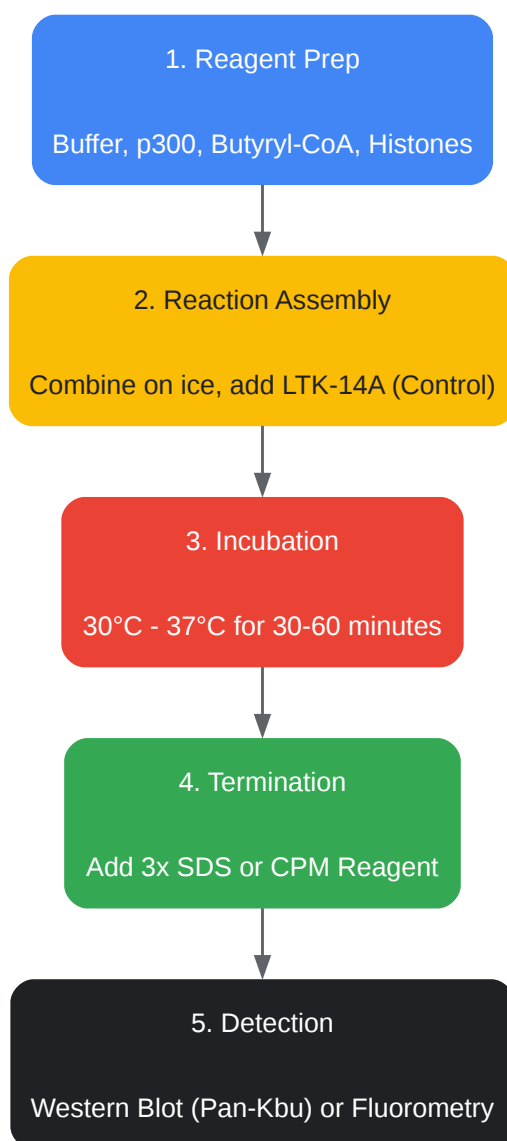 1. Reagent Prep
Buffer, p300, Butyryl-CoA, Histones
2. Reaction Assembly
Combine on ice, add LTK-14A (Control)
3. Incubation
30°C - 37°C for 30-60 minutes
4. Termination
Add 3x SDS or CPM Reagent
5. Detection
Western Blot (Pan-Kbu) or Fluorometry